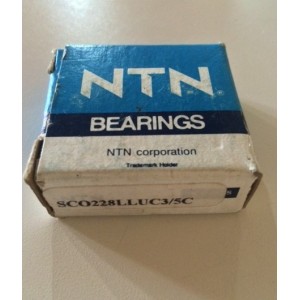 NTN
BEARINGS
NTN corporation
Trademark Holder
SCO228LLUC3/5C